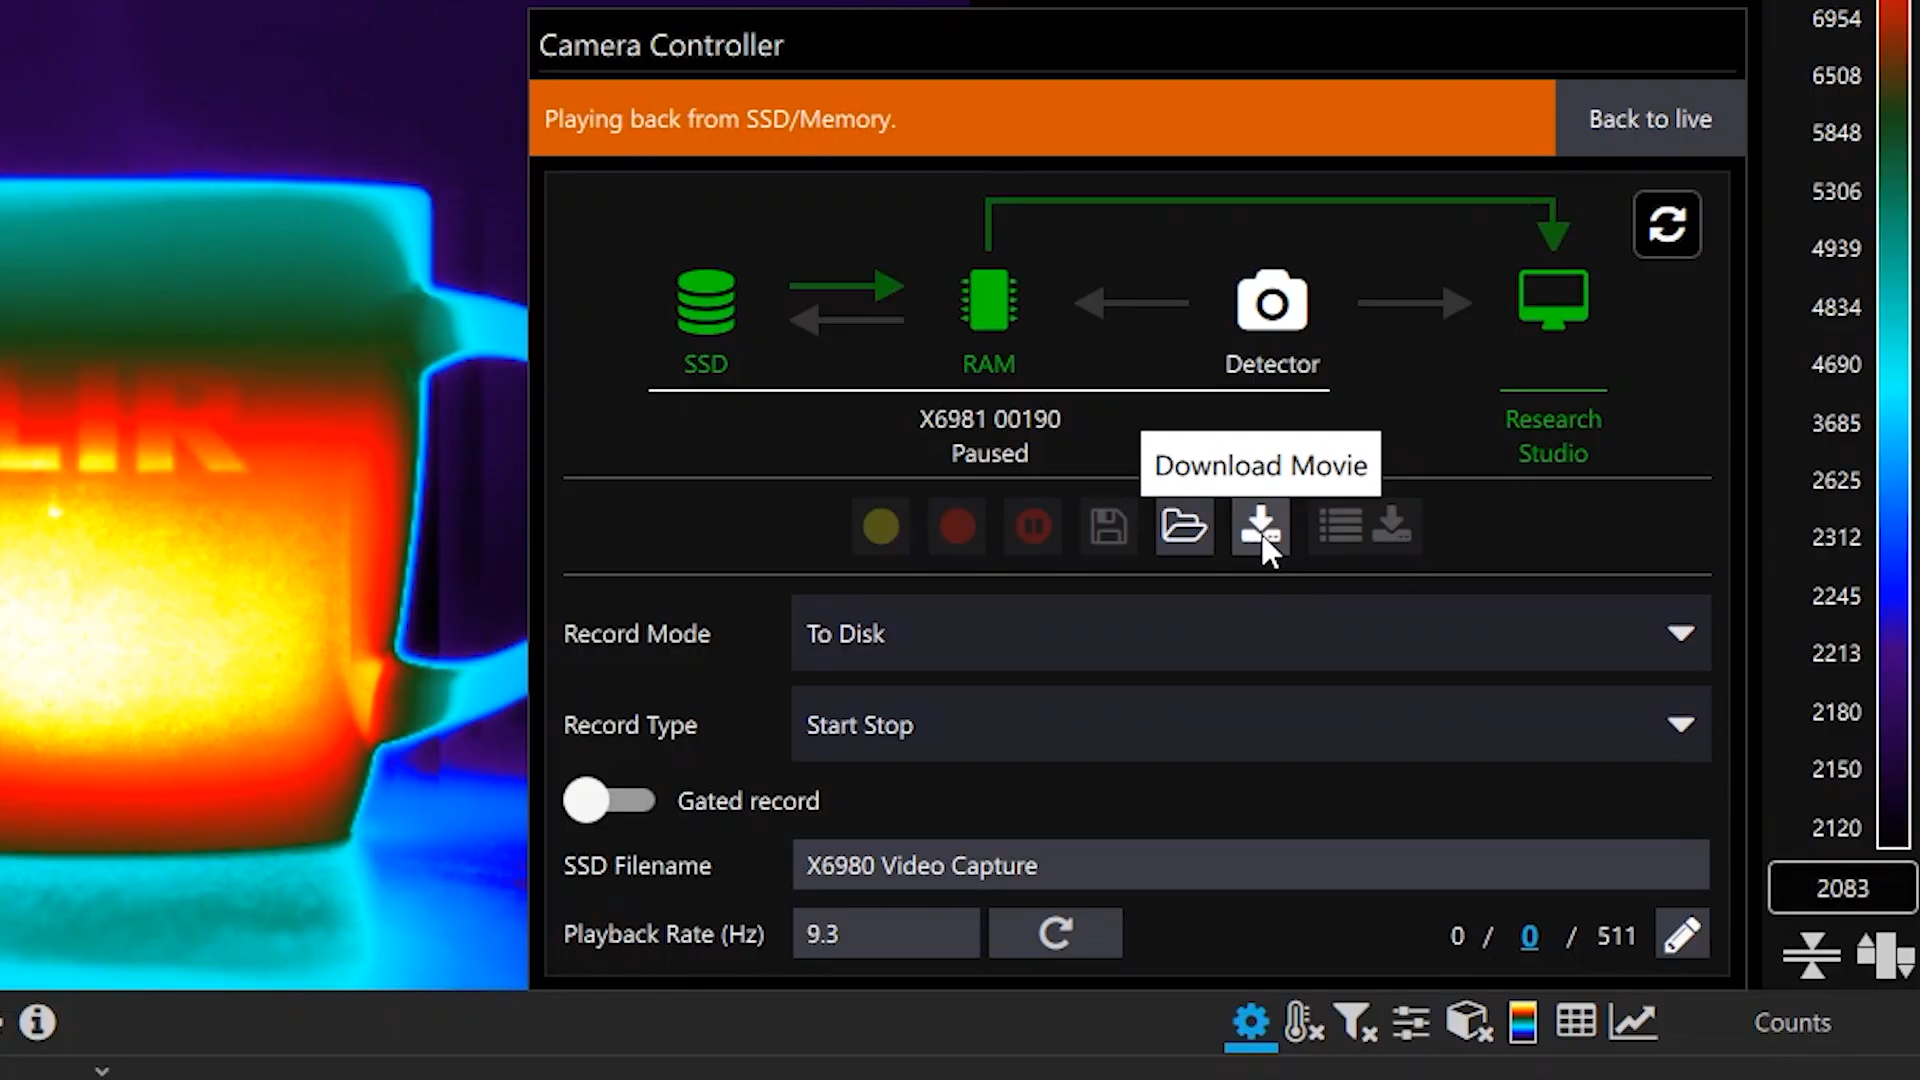 Camera Controller
Playing back from SSD/Memory.
Back to live
SSD
RAM
Detector
X6981 00190
Paused
Research
Studio
Download Movie
Record Mode
To Disk
Record Type
Start Stop
Gated record
SSD Filename
X6980 Video Capture
Playback Rate (Hz)
9.3
0 / 0 / 511
LIR
6954
6508
5848
5306
4939
4834
4690
3685
2625
2312
2245
2213
2180
2150
2120
2083
Counts